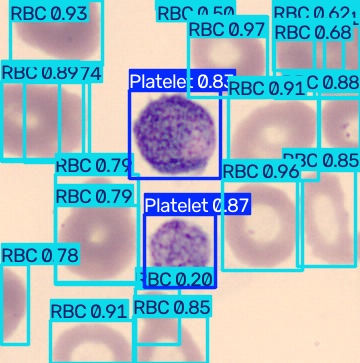 RBC 0.93
RBC 0.50
RBC 0.62
RBC 0.97
RBC 0.68
RBC 0.89 74
Platelet 0.83
RBC 0.91
C 0.88
RBC 0.79
RBC 0.85
RBC 0.96
RBC 0.79
Platelet 0.87
RBC 0.78
RBC 0.20
RBC 0.91
RBC 0.85